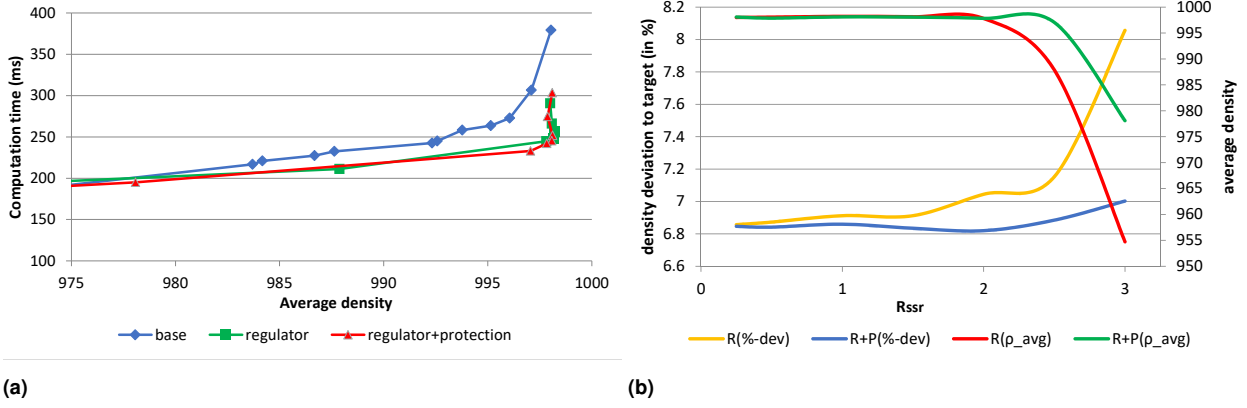 400
350
300
250
200
150
100
Computation time (ms)
975
980
985
990
995
1000
Average density
base
regulator
regulator+protection
(a)
8.2
8
7.8
7.6
7.4
7.2
7
6.8
6.6
density deviation to target (in %)
0
1
2
3
Rssr
1000
995
990
985
980
975
970
965
960
955
950
average density
R(%-dev)
R+P(%-dev)
R(ρ_avg)
R+P(ρ_avg)
(b)